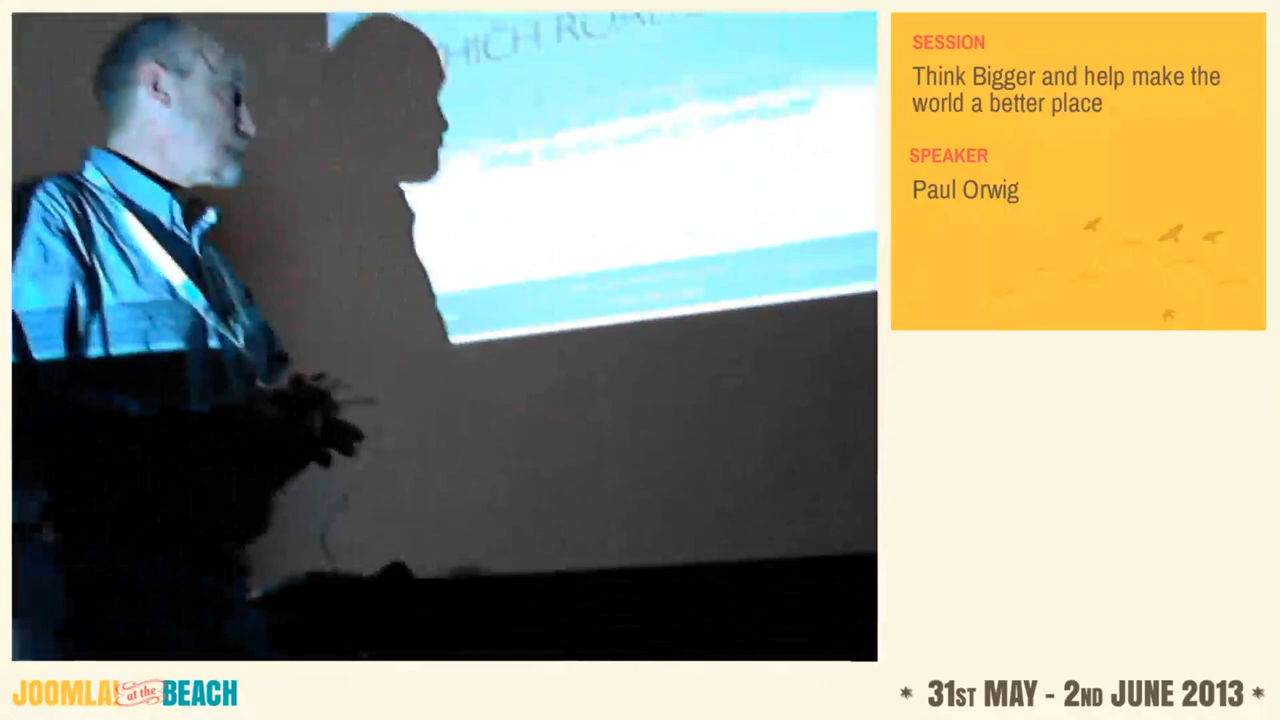 SESSION
Think Bigger and help make the
world a better place
SPEAKER
Paul Orwig
JOOMLA! at the BEACH
* 31ST MAY - 2ND JUNE 2013 *